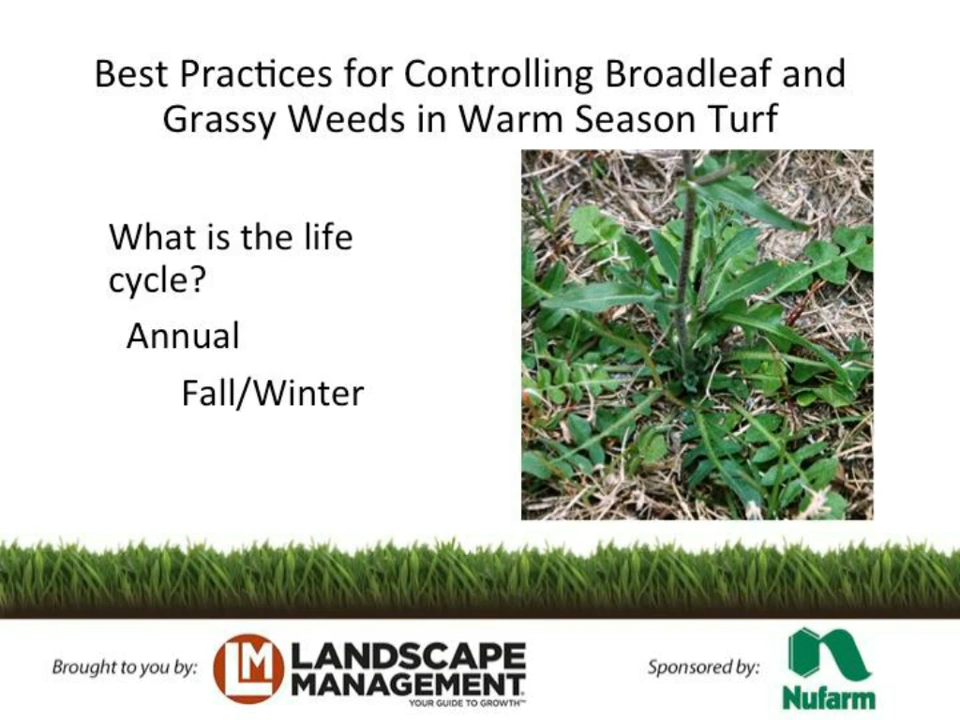 Best Practices for Controlling Broadleaf and
Grassy Weeds in Warm Season Turf
What is the life
cycle?
Annual
Fall/Winter
Brought to you by:
LM
LANDSCAPE
MANAGEMENT
YOUR GUIDE TO GROWTH™
Sponsored by:
Nufarm